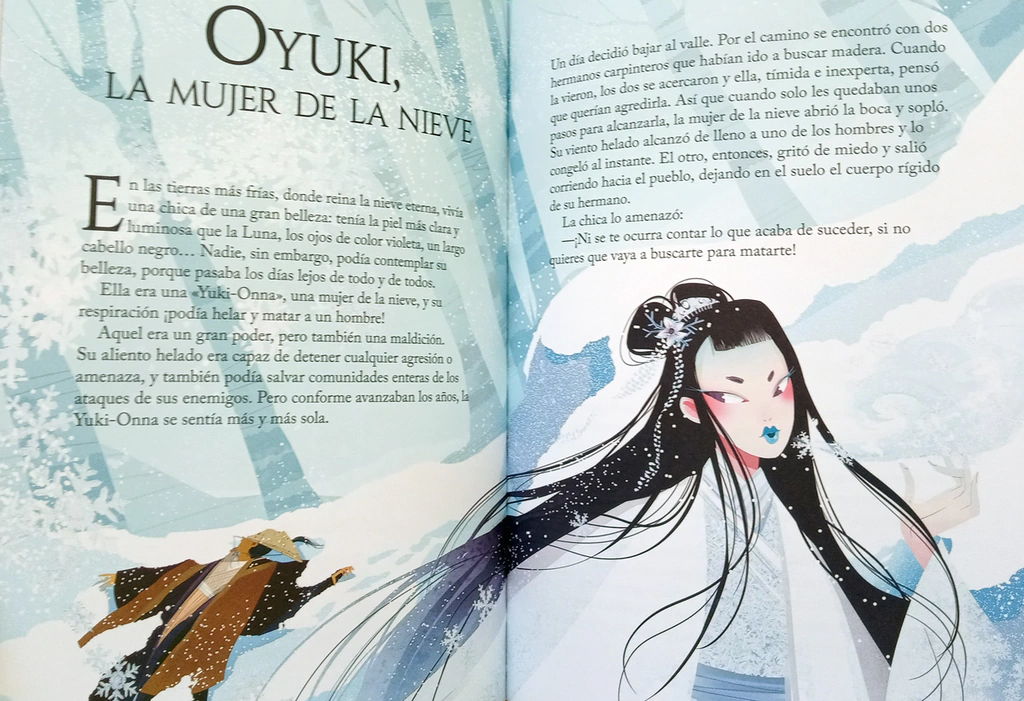 OYUKI,
LA MUJER DE LA NIEVE
En las tierras más frías, donde reina la nieve eterna, vivía
una chica de una gran belleza: tenía la piel más clara y
luminosa que la Luna, los ojos de color violeta, un largo
cabello negro... Nadie, sin embargo, podía contemplar su
belleza, porque pasaba los días lejos de todo y de todos.
Ella era una «Yuki-Onna», una mujer de la nieve, y su
respiración ¡podía helar y matar a un hombre!
Aquel era un gran poder, pero también una maldición.
Su aliento helado era capaz de detener cualquier agresión o
amenaza, y también podía salvar comunidades enteras de los
ataques de sus enemigos. Pero conforme avanzaban los años, la
Yuki-Onna se sentía más y más sola.
Un día decidió bajar al valle. Por el camino se encontró con dos
hermanos carpinteros que habían ido a buscar madera. Cuando
la vieron, los dos se acercaron y ella, tímida e inexperta, pensó
que querían agredirla. Así que cuando solo les quedaban unos
pasos para alcanzarla, la mujer de la nieve abrió la boca y sopló.
Su viento helado alcanzó de lleno a uno de los hombres y lo
congeló al instante. El otro, entonces, gritó de miedo y salió
corriendo hacia el pueblo, dejando en el suelo el cuerpo rígido
de su hermano.
La chica lo amenazó:
—¡Ni se te ocurra contar lo que acaba de suceder, si no
quieres que vaya a buscarte para matarte!